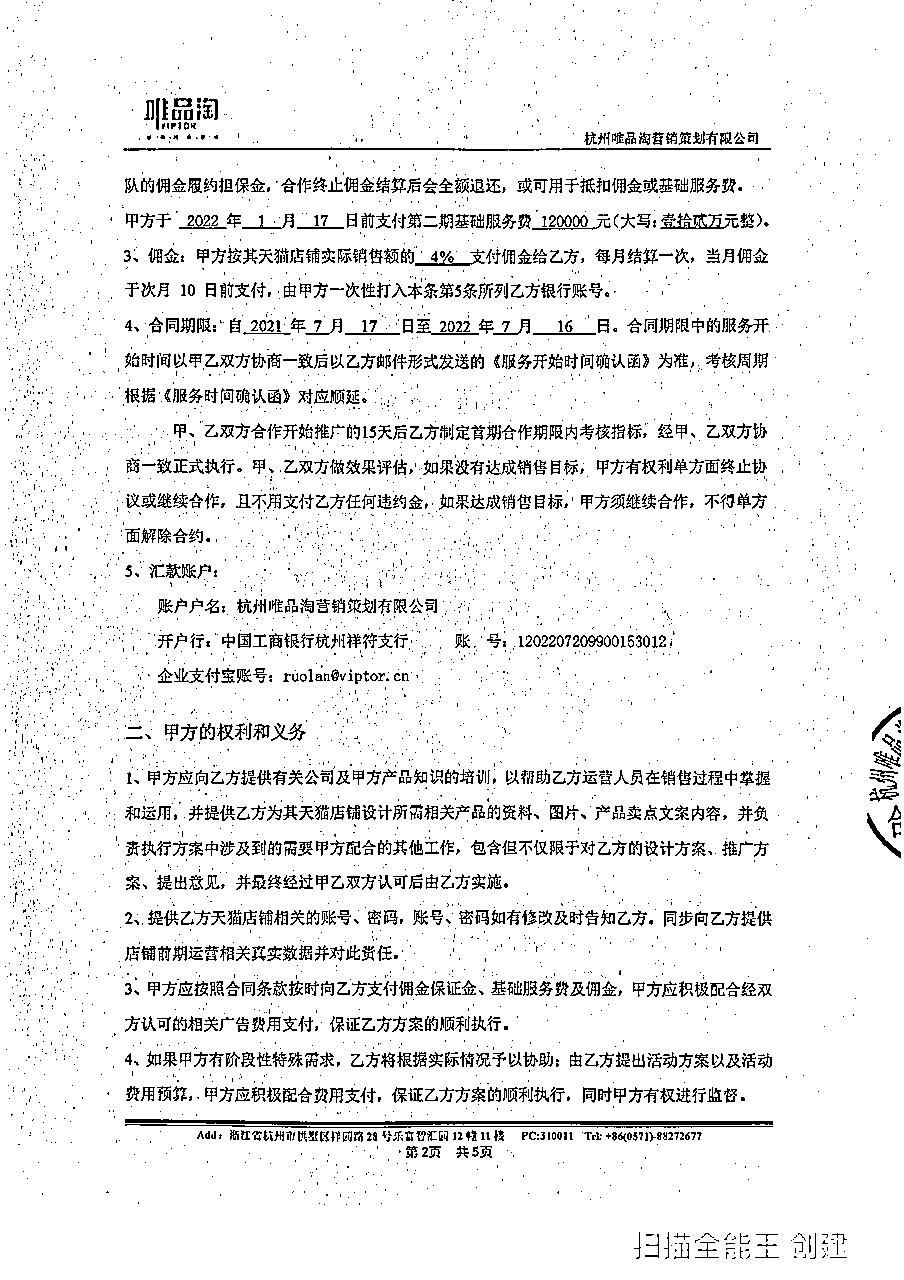 唯品淘
VIPTOR
杭州唯品淘营销策划有限公司
队的佣金履约担保金，合作终止佣金结算后会全额退还，或可用于抵扣佣金或基础服务费。
甲方于 2022 年 1 月 17 日前支付第二期基础服务费 120000 元（大写：壹拾贰万元整）。
3、佣金：甲方按其天猫店铺实际销售额的 4% 支付佣金给乙方，每月结算一次，当月佣金
于次月 10 日前支付，由甲方一次性打入本条第5条所列乙方银行账号。
4、合同期限：自 2021 年 7 月 17 日至 2022 年 7 月 16 日。合同期限中的服务开
始时间以甲乙双方协商一致后以乙方邮件形式发送的《服务开始时间确认函》为准，考核周期
根据《服务时间确认函》对应顺延。
甲、乙双方合作开始推广的15天后乙方制定首期合作期限内考核指标，经甲、乙双方协
商一致正式执行。甲、乙双方做效果评估，如果没有达成销售目标，甲方有权利单方面终止协
议或继续合作，且不用支付乙方任何违约金，如果达成销售目标，甲方须继续合作，不得单方
面解除合约。
5、汇款账户：
账户户名：杭州唯品淘营销策划有限公司
开户行：中国工商银行杭州祥符支行 账 号：1202207209900153012
企业支付宝账号：ruolan@viptor.cn
二、甲方的权利和义务
1、甲方应向乙方提供有关公司及甲方产品知识的培训，以帮助乙方运营人员在销售过程中掌握
和运用，并提供乙方为其天猫店铺设计所需相关产品的资料、图片、产品卖点文案内容，并负
责执行方案中涉及到的需要甲方配合的其他工作，包含但不仅限于对乙方的设计方案、推广方
案、提出意见，并最终经过甲乙双方认可后由乙方实施。
2、提供乙方天猫店铺相关的账号、密码，账号、密码如有修改及时告知乙方。同步向乙方提供
店铺前期运营相关真实数据并对此责任。
3、甲方应按照合同条款按时向乙方支付佣金保证金、基础服务费及佣金，甲方应积极配合经双
方认可的相关广告费用支付，保证乙方方案的顺利执行。
4、如果甲方有阶段性特殊需求，乙方将根据实际情况予以协助；由乙方提出活动方案以及活动
费用预算，甲方应积极配合费用支付，保证乙方方案的顺利执行，同时甲方有权进行监督。
杭州唯品
合
Add：浙江省杭州市拱墅区祥园路 28 号乐富智汇园 12 幢 11 楼 PC:310011 Tel: +86(0571)-88272677
第 2页 共 5页
扫描全能王 创建